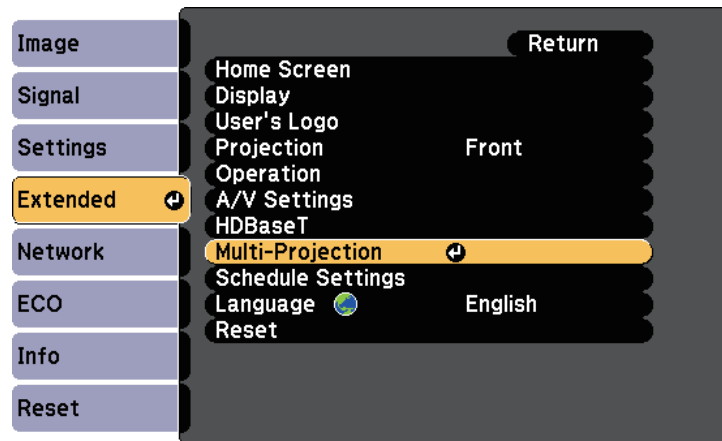 Image
Signal
Settings
Extended
Network
ECO
Info
Reset
Return
Home Screen
Display
User's Logo
Projection Front
Operation
A/V Settings
HDBaseT
Multi-Projection
Schedule Settings
Language English
Reset